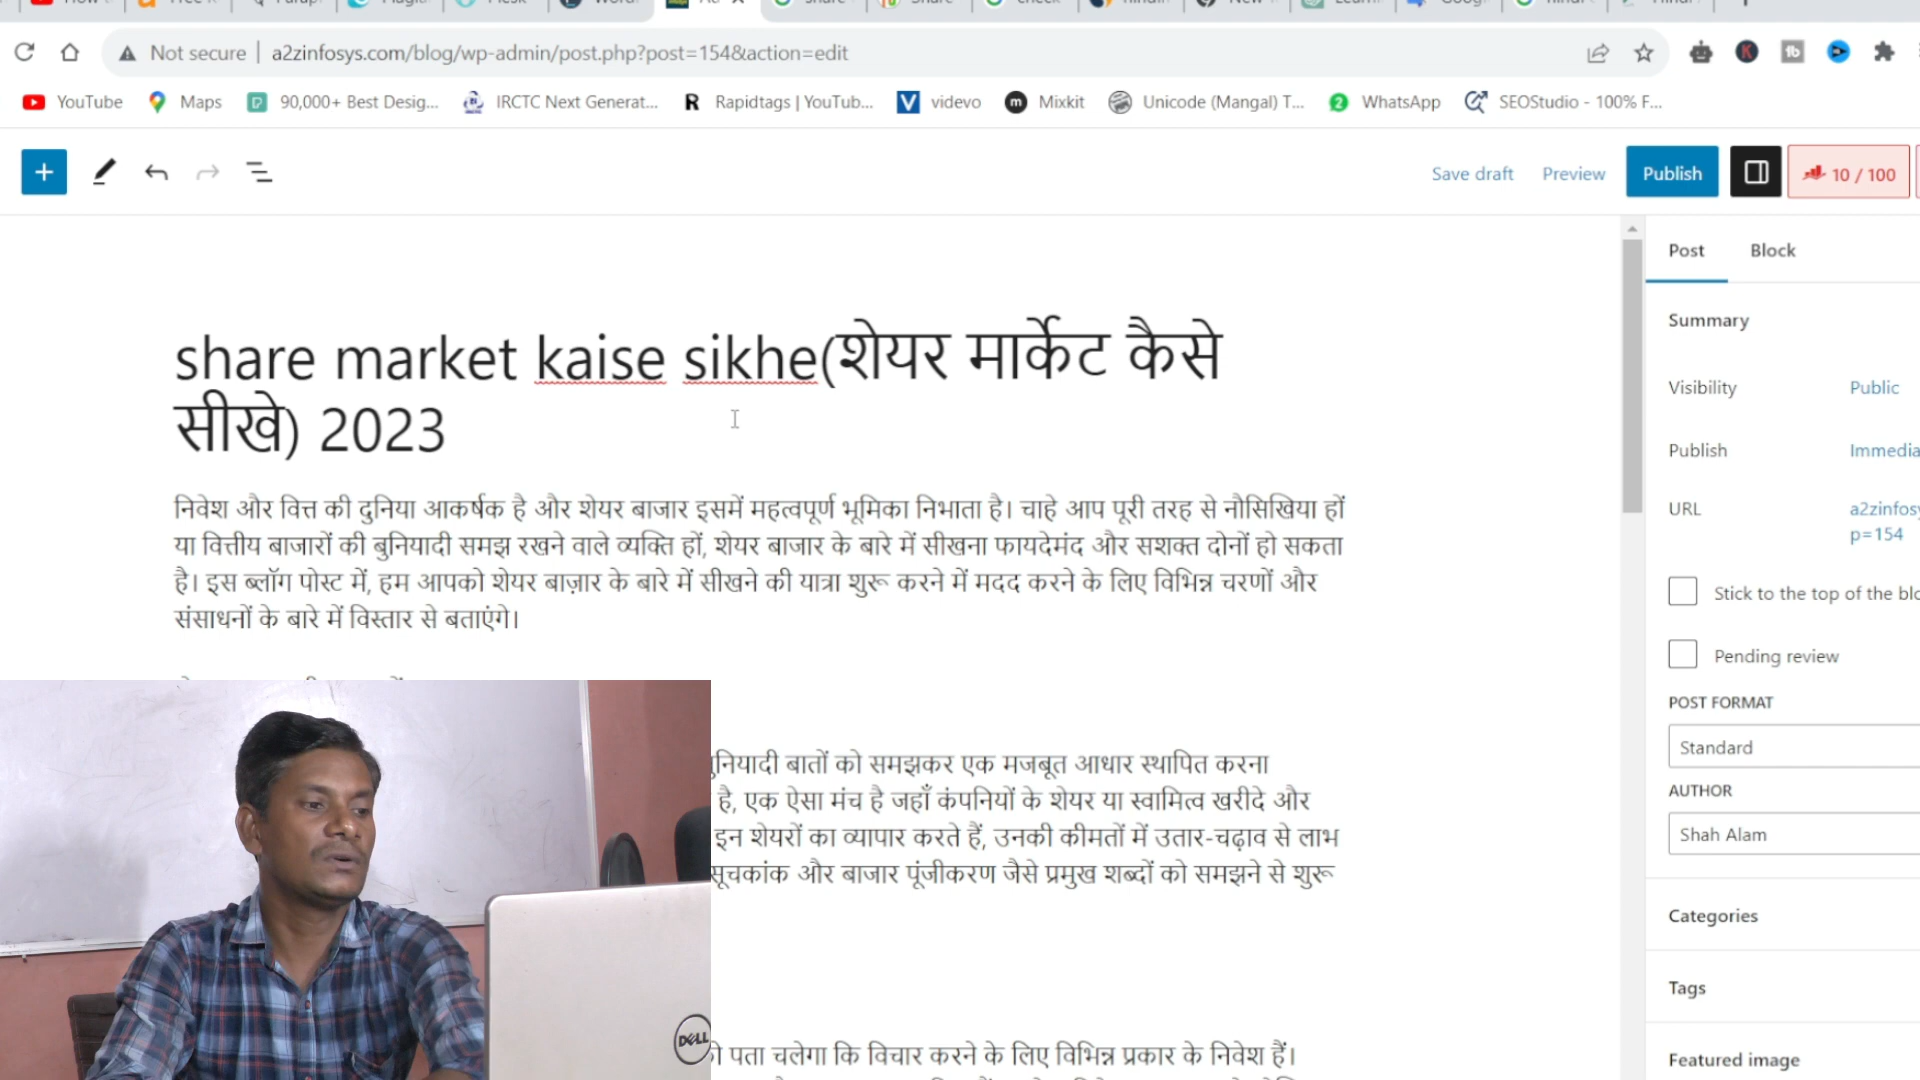 Not secure
a2zinfosys.com/blog/wp-admin/post.php?post=154&action=edit
YouTube
Maps
90,000+ Best Desig...
IRCTC Next Generat...
Rapidtags | YouTub...
videvo
Mixkit
Unicode (Mangal) T...
WhatsApp
SEOStudio - 100% F...
Save draft
Preview
Publish
10 / 100
Post
Block
share market kaise sikhe(शेयर मार्केट कैसे
सीखे) 2023
निवेश और वित्त की दुनिया आकर्षक है और शेयर बाजार इसमें महत्वपूर्ण भूमिका निभाता है। चाहे आप पूरी तरह से नौसिखिया हों
या वित्तीय बाजारों की बुनियादी समझ रखने वाले व्यक्ति हों, शेयर बाजार के बारे में सीखना फायदेमंद और सशक्त दोनों हो सकता
है। इस ब्लॉग पोस्ट में, हम आपको शेयर बाज़ार के बारे में सीखने की यात्रा शुरू करने में मदद करने के लिए विभिन्न चरणों और
संसाधनों के बारे में विस्तार से बताएंगे।
बातों को समझकर एक मजबूत आधार स्थापित करना
है, एक ऐसा मंच है जहाँ कंपनियों के शेयर या स्वामित्व खरीदे और
इन शेयरों का व्यापार करते हैं, उनकी कीमतों में उतार-चढ़ाव से लाभ
सूचकांक और बाजार पूंजीकरण जैसे प्रमुख शब्दों को समझने से शुरू
पता चलेगा कि विचार करने के लिए विभिन्न प्रकार के निवेश हैं।
Summary
Visibility
Public
Publish
Immedia
URL
a2zinfosy
p=154
Stick to the top of the blo
Pending review
POST FORMAT
Standard
AUTHOR
Shah Alam
Categories
Tags
Featured image
DELL